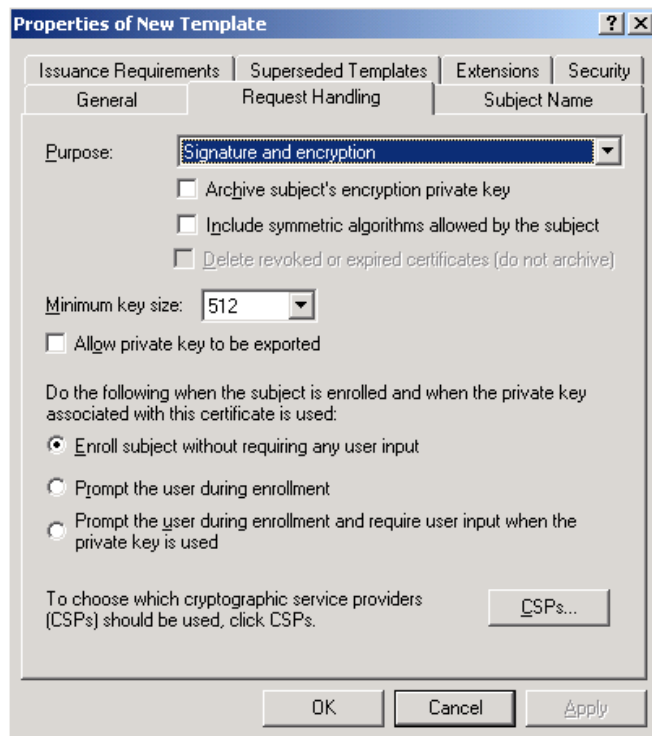 Properties of New Template
Issuance Requirements Superseded Templates Extensions Security
General Request Handling Subject Name
Purpose: Signature and encryption
Archive subject's encryption private key
Include symmetric algorithms allowed by the subject
Delete revoked or expired certificates (do not archive)
Minimum key size: 512
Allow private key to be exported
Do the following when the subject is enrolled and when the private key
associated with this certificate is used:
Enroll subject without requiring any user input
Prompt the user during enrollment
Prompt the user during enrollment and require user input when the
private key is used
To choose which cryptographic service providers
(CSPs) should be used, click CSPs.
CSPs...
OK Cancel Apply